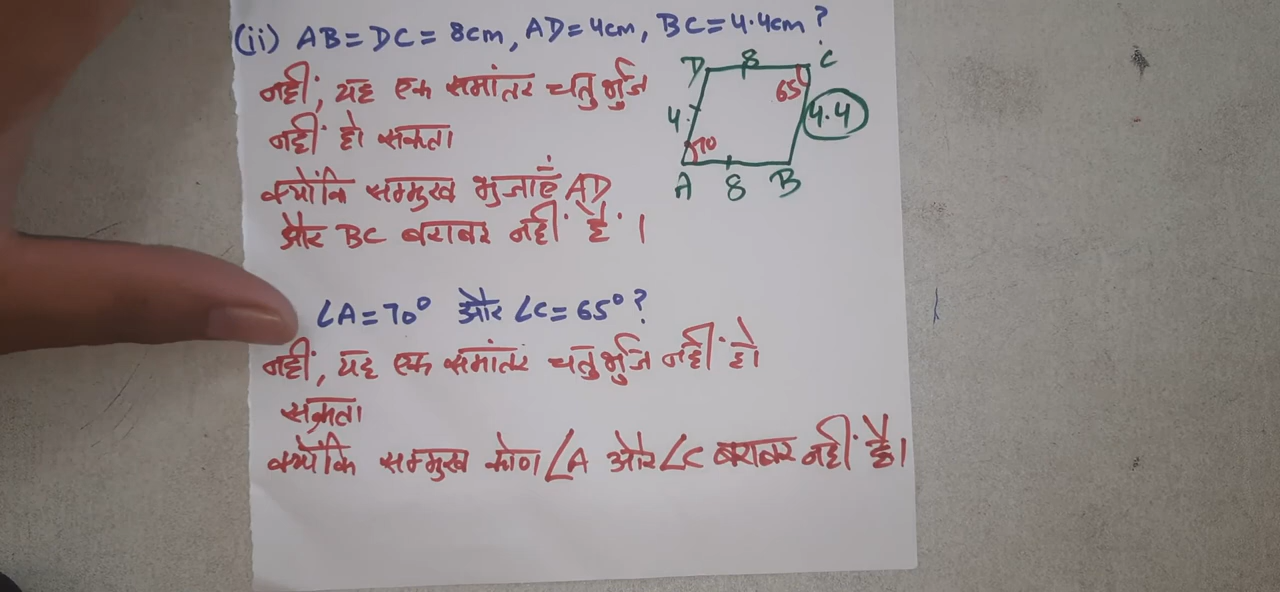 (ii) AB = DC = 8cm, AD = 4cm, BC = 4.4cm ?
नहीं, यह एक समांतर चतुर्भुज
नहीं हो सकता
क्योंकि सम्मुख भुजाएँ AD
और BC बराबर नहीं है ।
D 8 C
65
4
4.4
70
A 8 B
∠A = 70° और ∠C = 65° ?
नहीं, यह एक समांतर चतुर्भुज नहीं हो
सकता
क्योंकि सम्मुख कोण ∠A और ∠C बराबर नहीं है।